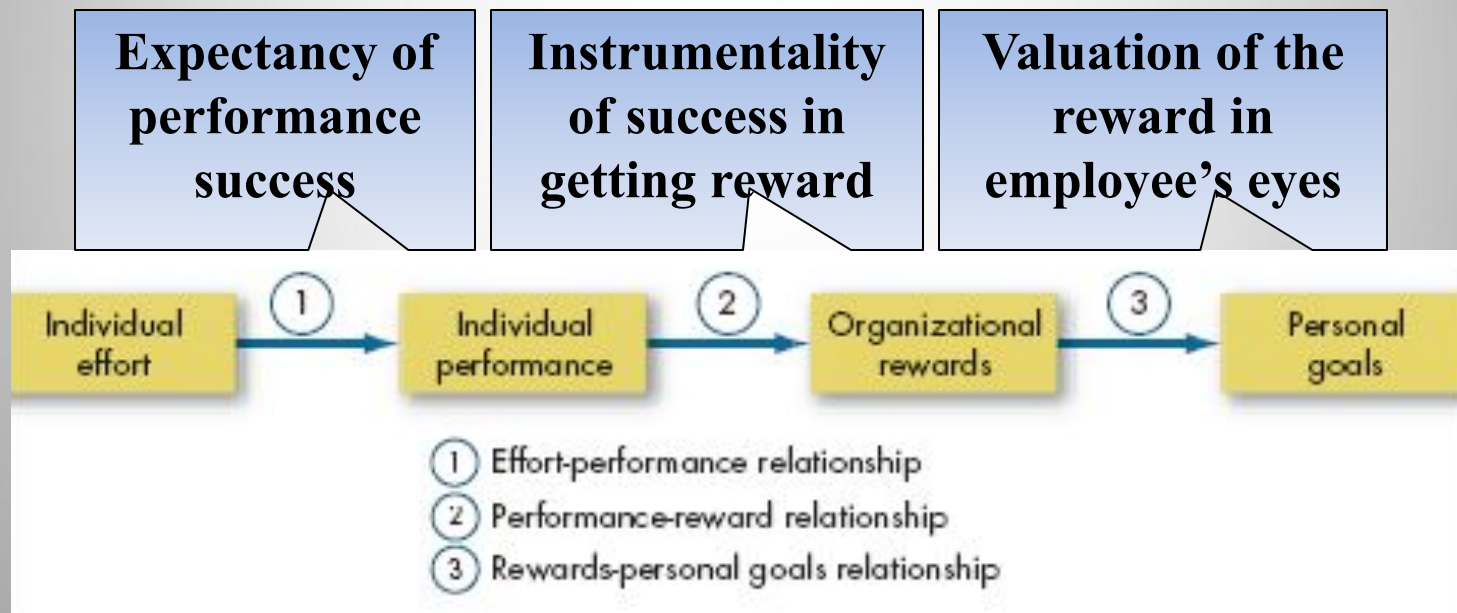 Expectancy of
performance
success
Instrumentality
of success in
getting reward
Valuation of the
reward in
employee’s eyes
1
2
3
Individual
effort
Individual
performance
Organizational
rewards
Personal
goals
1 Effort-performance relationship
2 Performance-reward relationship
3 Rewards-personal goals relationship